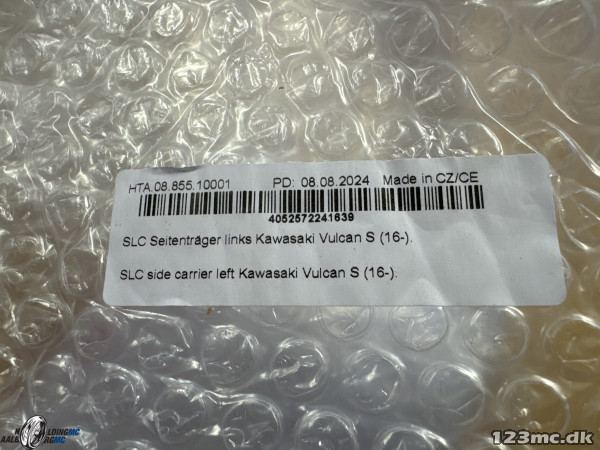 HTA.08.855.10001 PD: 08.08.2024 Made in CZ/CE
4052572241639
SLC Seitenträger links Kawasaki Vulcan S (16-).
SLC side carrier left Kawasaki Vulcan S (16-).
123mc.dk